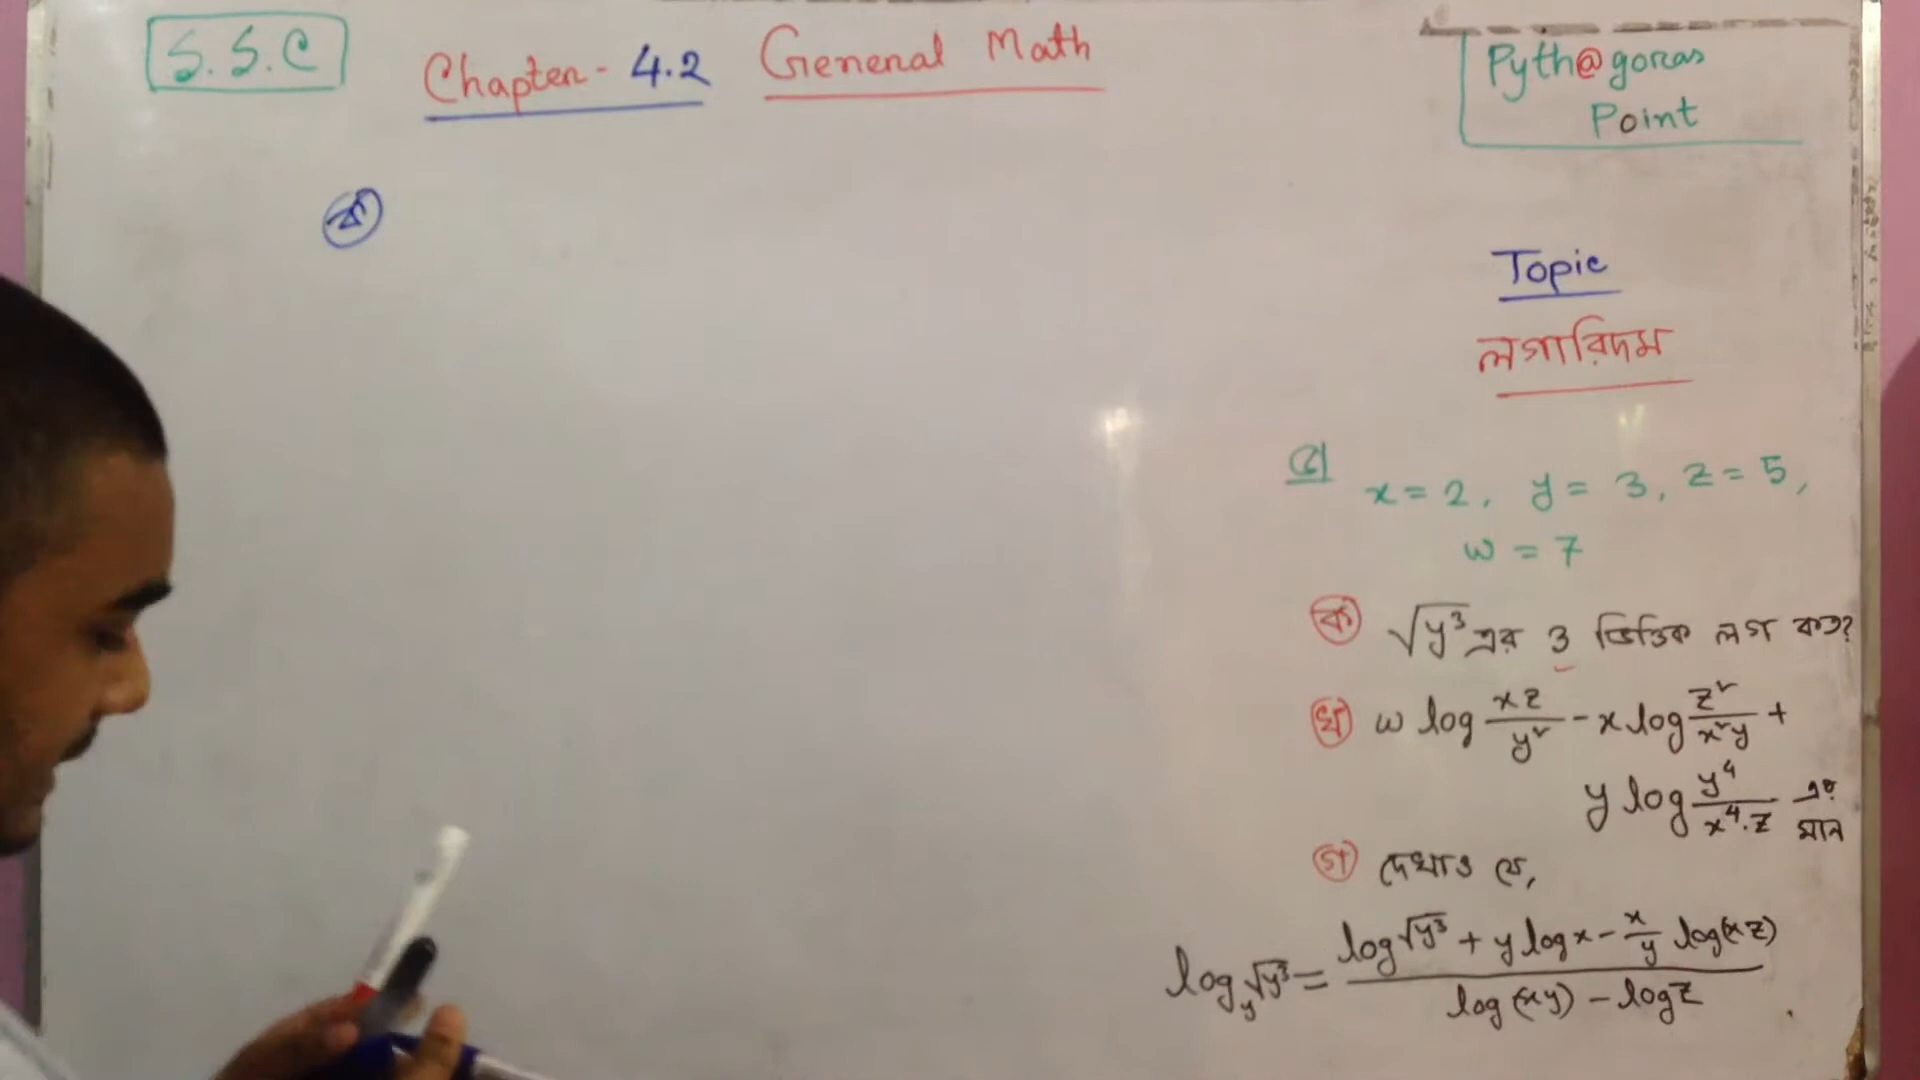 S.S.C
Chapter - 4.2 General Math
Pyth@goras
Point
ক
Topic
লগারিদম
x = 2, y = 3, z = 5,
w = 7
ক √y³ এর 3 ভিত্তিক লগ কত?
খ w log xz/y² - x log z²/x²y +
y log y⁴/x⁴.z এর মান
গ দেখাও যে,
log_y √y³ = (log√y³ + y log x - x/y log(xz)) / (log(xy) - log z)